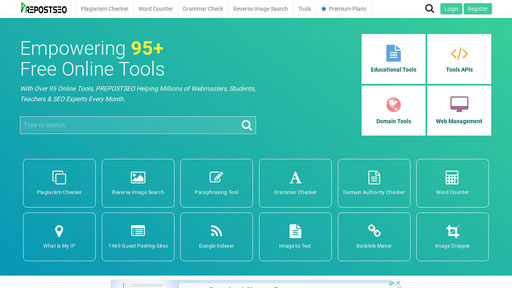 PREPOSTSEO
Plagiarism Checker
Word Counter
Grammar Check
Reverse Image Search
Tools
Premium Plans
Login
Register
Empowering 95+
Free Online Tools
With Over 95 Online Tools, PREPOSTSEO Helping Millions of Webmasters, Students,
Teachers & SEO Experts Every Month.
Type to search
Educational Tools
Tools APIs
Domain Tools
Web Management
Plagiarism Checker
Reverse Image Search
Paraphrasing Tool
Grammar Checker
Domain Authority Checker
Word Counter
What is My IP
1469 Guest Posting Sites
Google Indexer
Image to Text
Backlink Maker
Image Cropper